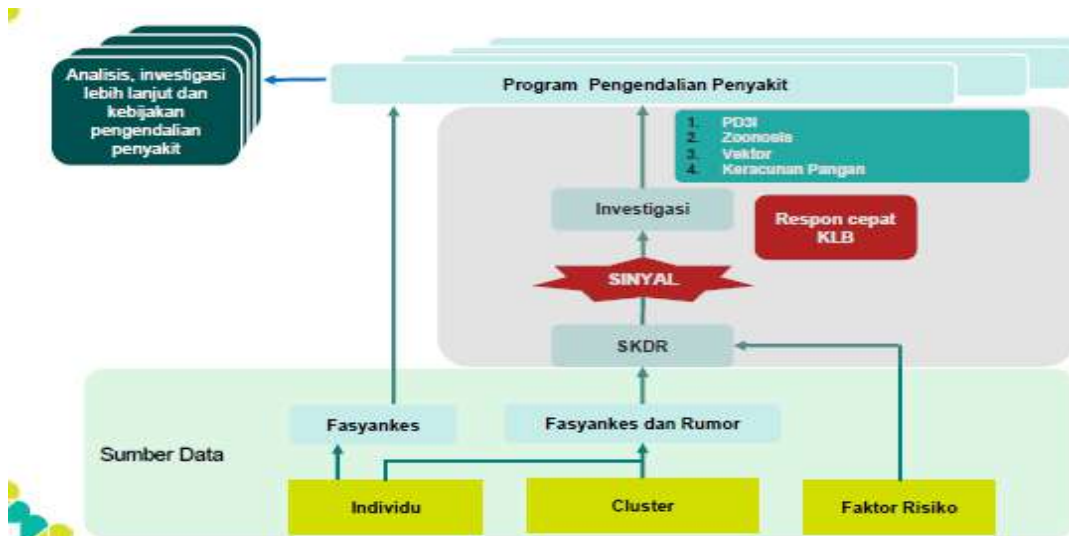 Analisis, investigasi
lebih lanjut dan
kebijakan
pengendalian
penyakit
Program Pengendalian Penyakit
1. PD3I
2. Zoonosis
3. Vektor
4. Keracunan Pangan
Investigasi
Respon cepat
KLB
SINYAL
SKDR
Fasyankes
Fasyankes dan Rumor
Sumber Data
Individu
Cluster
Faktor Risiko